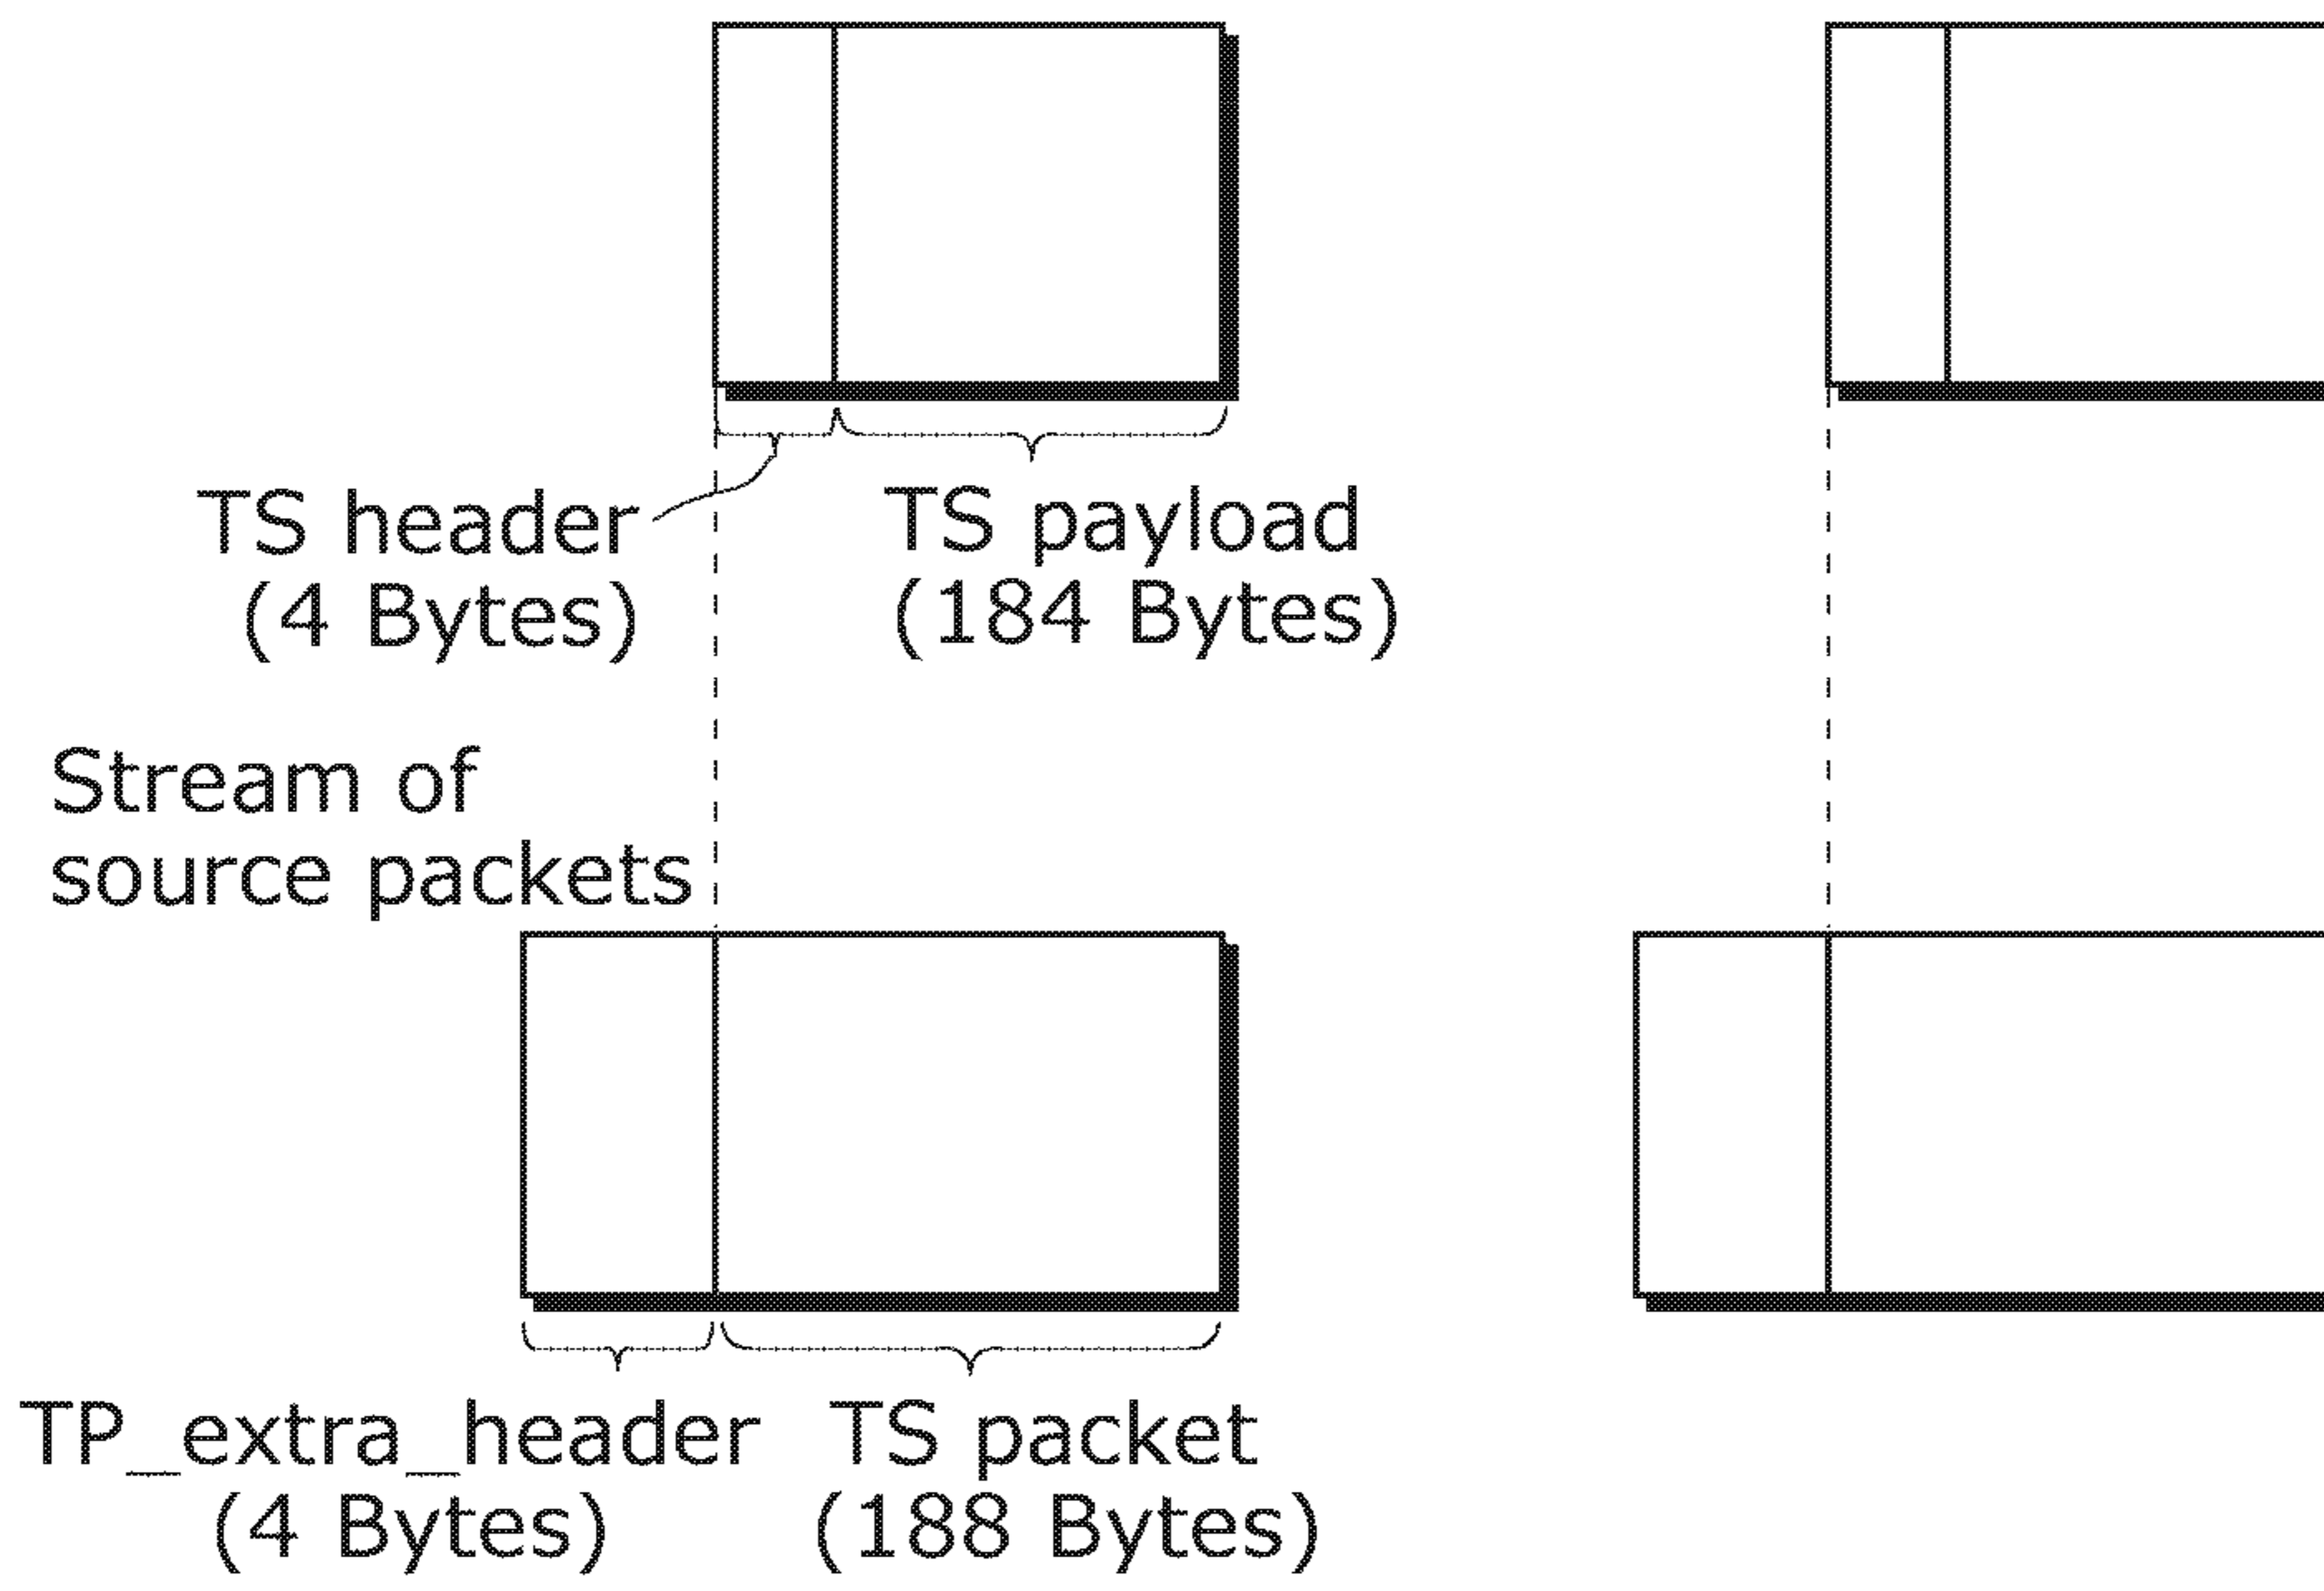 TS header
(4 Bytes)
TS payload
(184 Bytes)
Stream of
source packets
TP_extra_header
(4 Bytes)
TS packet
(188 Bytes)